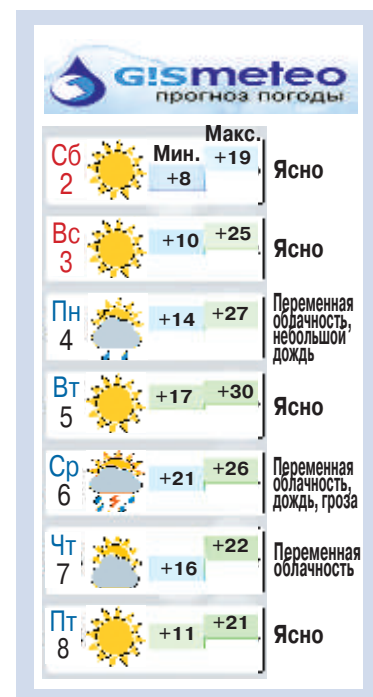 GISmeteo
прогноз погоды
Макс.
Сб Мин. +19
2 +8 Ясно
Вс +10 +25
3 Ясно
Пн +14 +27 Переменная
4 облачность,
небольшой
дождь
Вт +17 +30
5 Ясно
Ср +21 +26 Переменная
6 облачность,
дождь, гроза
Чт +22 Переменная
7 +16 облачность
Пт +11 +21
8 Ясно